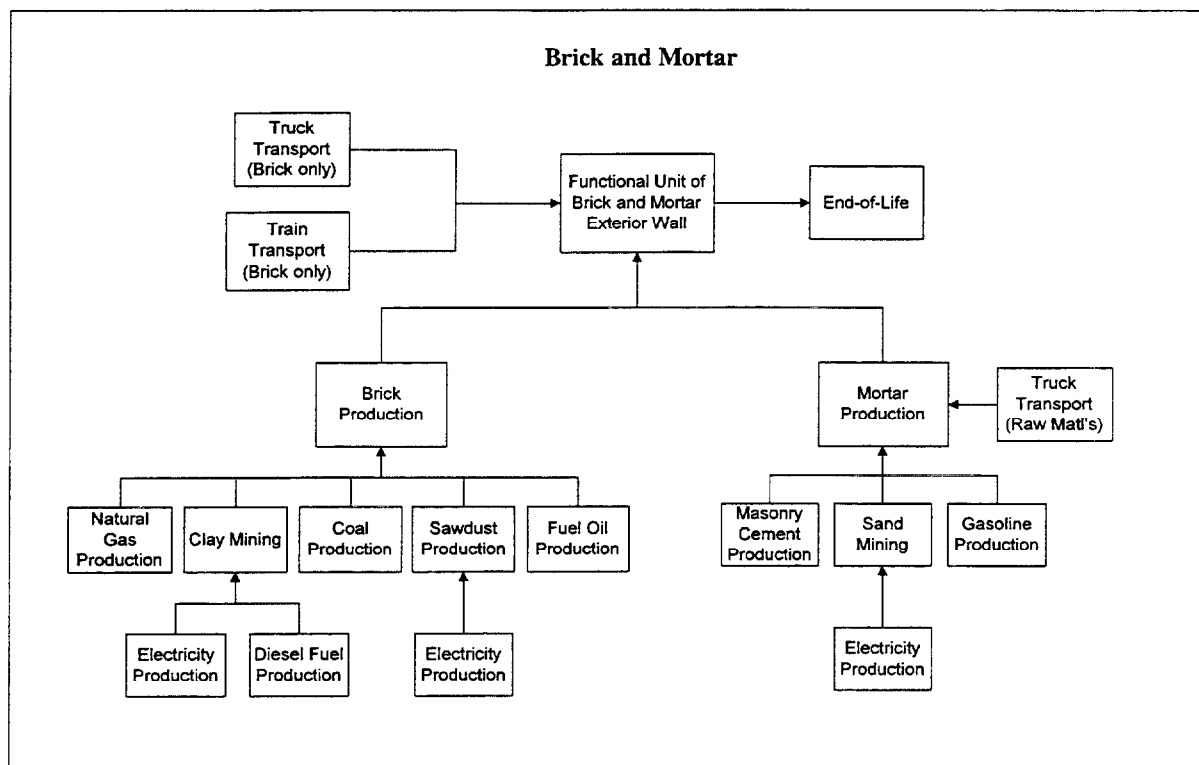 Brick and Mortar
Truck
Transport
(Brick only)
Functional Unit of
Brick and Mortar
Exterior Wall
End-of-Life
Train
Transport
(Brick only)
Brick
Production
Mortar
Production
Truck
Transport
(Raw Matl's)
Natural
Gas
Production
Clay Mining
Coal
Production
Sawdust
Production
Fuel Oil
Production
Masonry
Cement
Production
Sand
Mining
Gasoline
Production
Electricity
Production
Diesel Fuel
Production
Electricity
Production
Electricity
Production